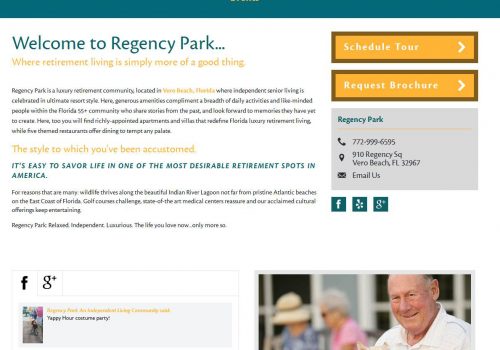 Welcome to Regency Park...
Where retirement living is simply more of a good thing.
Regency Park is a luxury retirement community, located in Vero Beach, Florida where independent senior living is
celebrated in ultimate resort style. Here, generous amenities compliment a breadth of daily activities and like-minded
people within the Florida 55+ community who share stories from the past, and look forward to memories they have yet
to create. Here, too you will find richly-appointed apartments and villas that redefine Florida luxury retirement living,
while five themed restaurants offer dining to tempt any palate.
The style to which you've been accustomed.
IT'S EASY TO SAVOR LIFE IN ONE OF THE MOST DESIRABLE RETIREMENT SPOTS IN
AMERICA.
For reasons that are many: wildlife thrives along the beautiful Indian River Lagoon not far from pristine Atlantic beaches
on the East Coast of Florida. Golf courses challenge, state-of-the art medical centers reassure and our acclaimed cultural
offerings keep entertaining.
Regency Park: Relaxed. Independent. Luxurious. The life you love now...only more so.
Schedule Tour
Request Brochure
Regency Park
772-999-6595
910 Regency Sq
Vero Beach, FL 32967
Email Us
f
g+
f g+
Regency Park An Independent Living Community said:
Yappy Hour costume party!